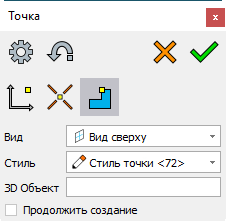 Точка
Вид Вид сверху
Стиль Стиль точки <72>
3D Объект
Продолжить создание